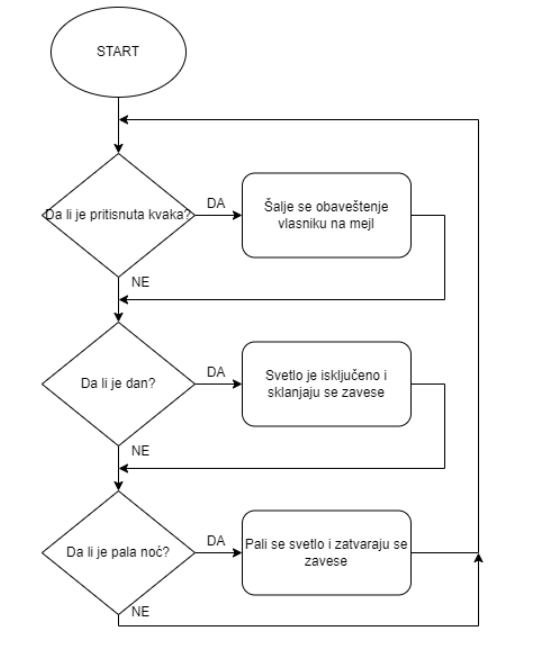 START
Da li je pritisnuta kvaka?
DA
Šalje se obaveštenje
vlasniku na mejl
NE
Da li je dan?
DA
Svetlo je isključeno i
sklanjaju se zavese
NE
Da li je pala noć?
DA
Pali se svetlo i zatvaraju se
zavese
NE